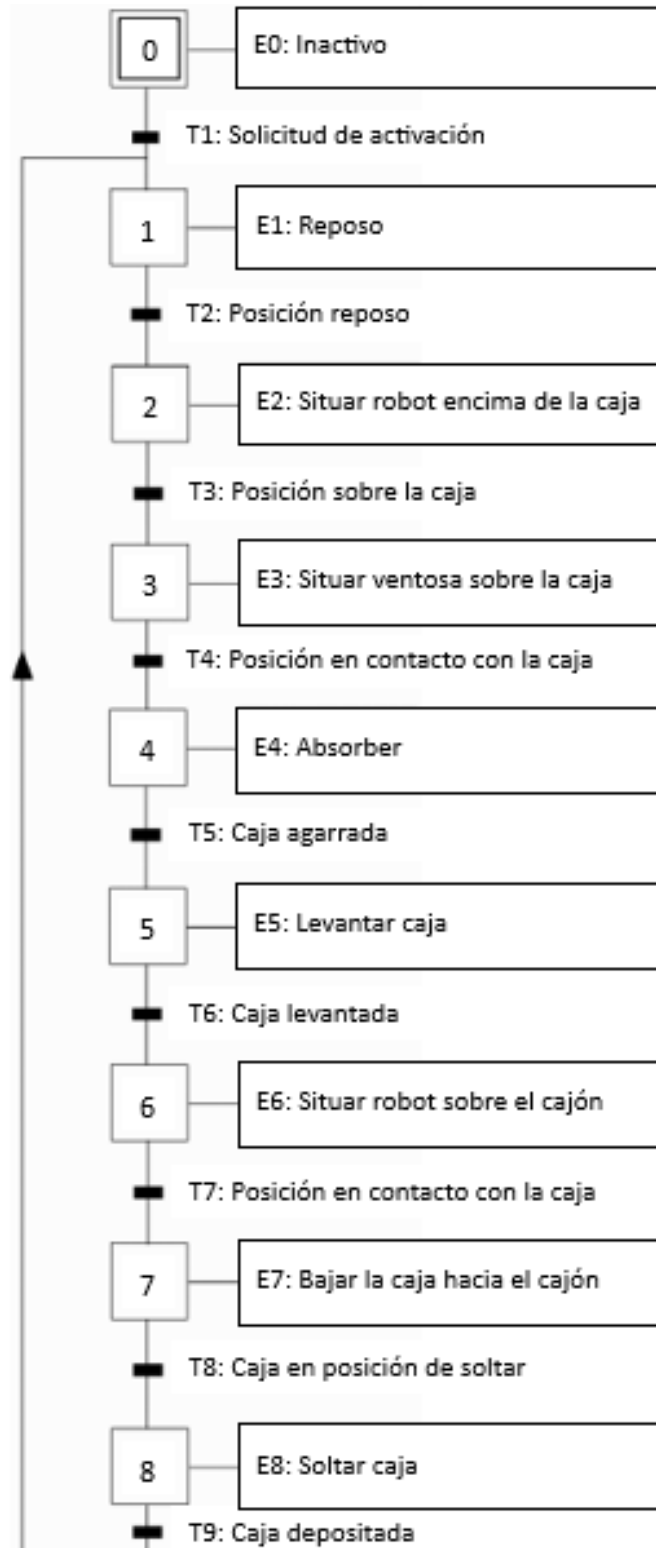 0
E0: Inactivo
T1: Solicitud de activación
1
E1: Reposo
T2: Posición reposo
2
E2: Situar robot encima de la caja
T3: Posición sobre la caja
3
E3: Situar ventosa sobre la caja
T4: Posición en contacto con la caja
4
E4: Absorber
T5: Caja agarrada
5
E5: Levantar caja
T6: Caja levantada
6
E6: Situar robot sobre el cajón
T7: Posición en contacto con la caja
7
E7: Bajar la caja hacia el cajón
T8: Caja en posición de soltar
8
E8: Soltar caja
T9: Caja depositada